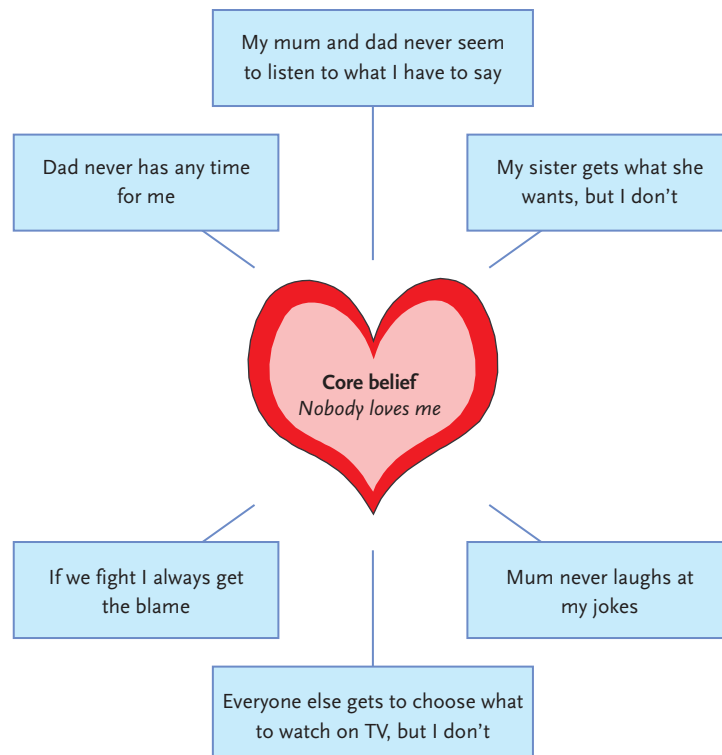 My mum and dad never seem
to listen to what I have to say
Dad never has any time
for me
My sister gets what she
wants, but I don’t
Core belief
Nobody loves me
If we fight I always get
the blame
Mum never laughs at
my jokes
Everyone else gets to choose what
to watch on TV, but I don’t